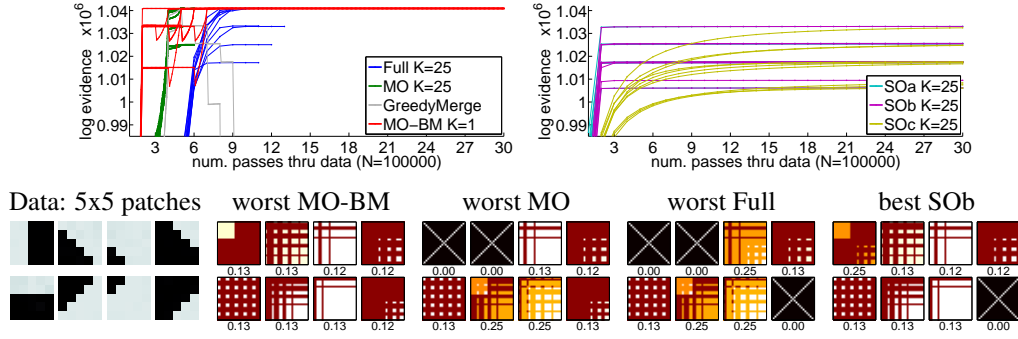 log evidence x10^6
1.04
1.03
1.02
1.01
1
0.99
3 6 9 12 15 18 21 24 27 30
num. passes thru data (N=100000)
Full K=25
MO K=25
GreedyMerge
MO−BM K=1
log evidence x10^6
1.04
1.03
1.02
1.01
1
0.99
3 6 9 12 15 18 21 24 27 30
num. passes thru data (N=100000)
SOa K=25
SOb K=25
SOc K=25
Data: 5x5 patches
worst MO-BM
0.13 0.13 0.12 0.12
0.13 0.13 0.12 0.12
worst MO
0.00 0.00 0.12 0.12
0.13 0.25 0.25 0.13
worst Full
0.00 0.00 0.25 0.13
0.13 0.25 0.25 0.00
best SOb
0.25 0.13 0.12 0.12
0.13 0.13 0.13 0.00